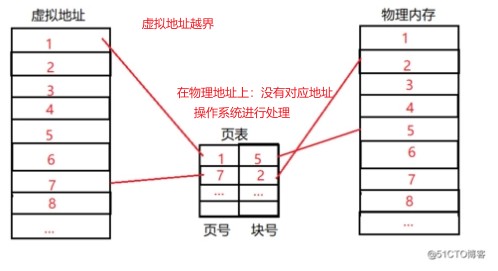 虚拟地址
1
2
3
4
5
6
7
8
...
虚拟地址越界
在物理地址上:没有对应地址
操作系统进行处理
页表
1 5
7 2
... ...
页号 块号
物理内存
1
2
3
4
5
6
7
8
...
@51CTO博客